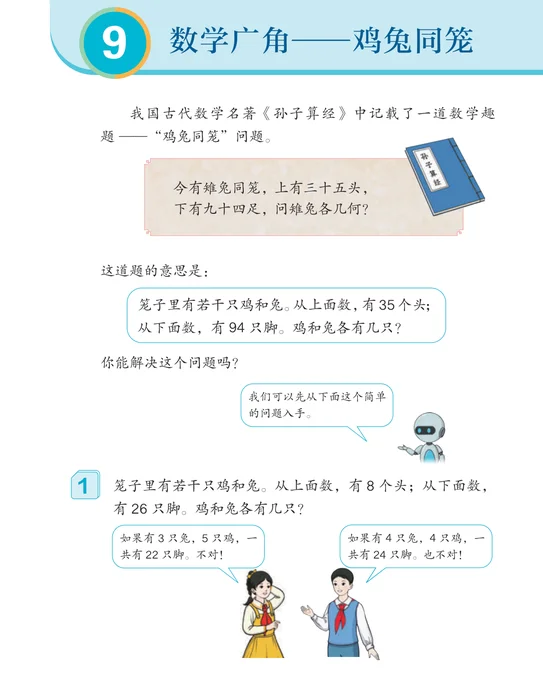 9 数学广角——鸡兔同笼
我国古代数学名著《孙子算经》中记载了一道数学趣
题——“鸡兔同笼”问题。
孙子算经
今有雉兔同笼，上有三十五头，
下有九十四足，问雉兔各几何？
这道题的意思是：
笼子里有若干只鸡和兔。从上面数，有35个头；
从下面数，有 94 只脚。鸡和兔各有几只？
你能解决这个问题吗？
我们可以先从下面这个简单
的问题入手。
1 笼子里有若干只鸡和兔。从上面数，有 8 个头；从下面数，
有 26 只脚。鸡和兔各有几只？
如果有 3 只兔，5 只鸡，一
共有 22 只脚。不对！
如果有 4 只兔，4 只鸡，一
共有 24 只脚。也不对！